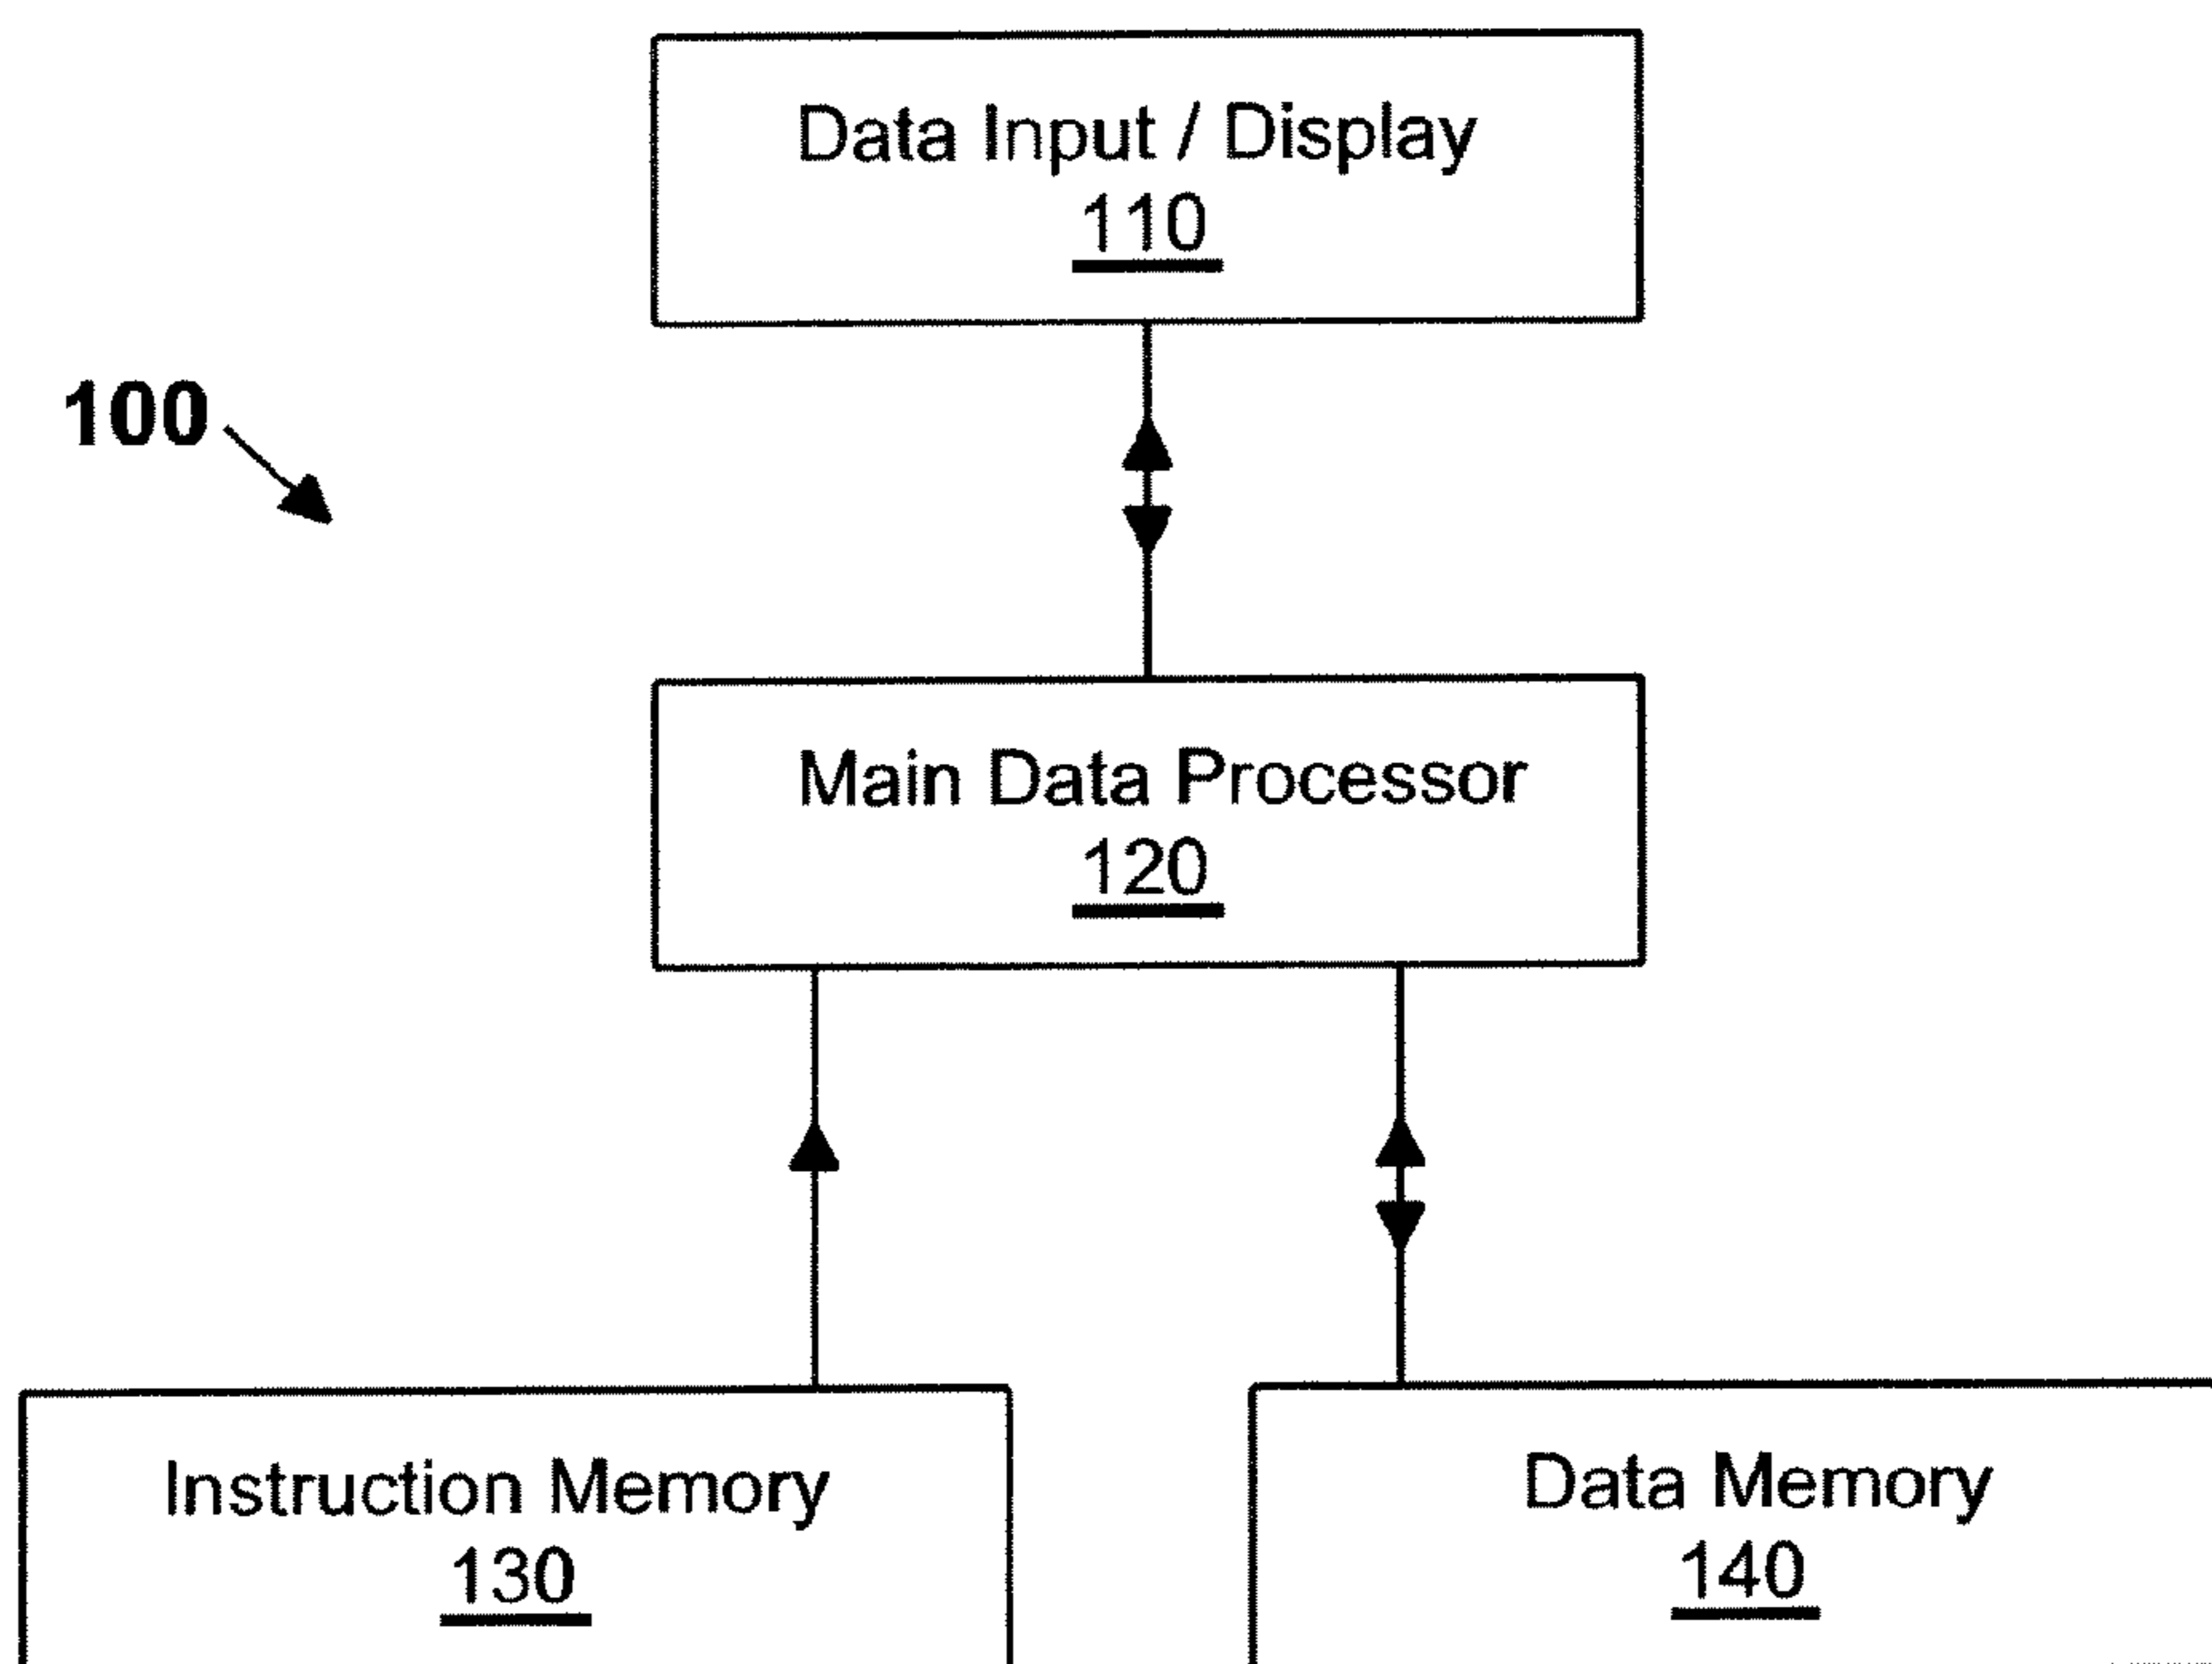 Data Input / Display
110
100
Main Data Processor
120
Instruction Memory
130
Data Memory
140